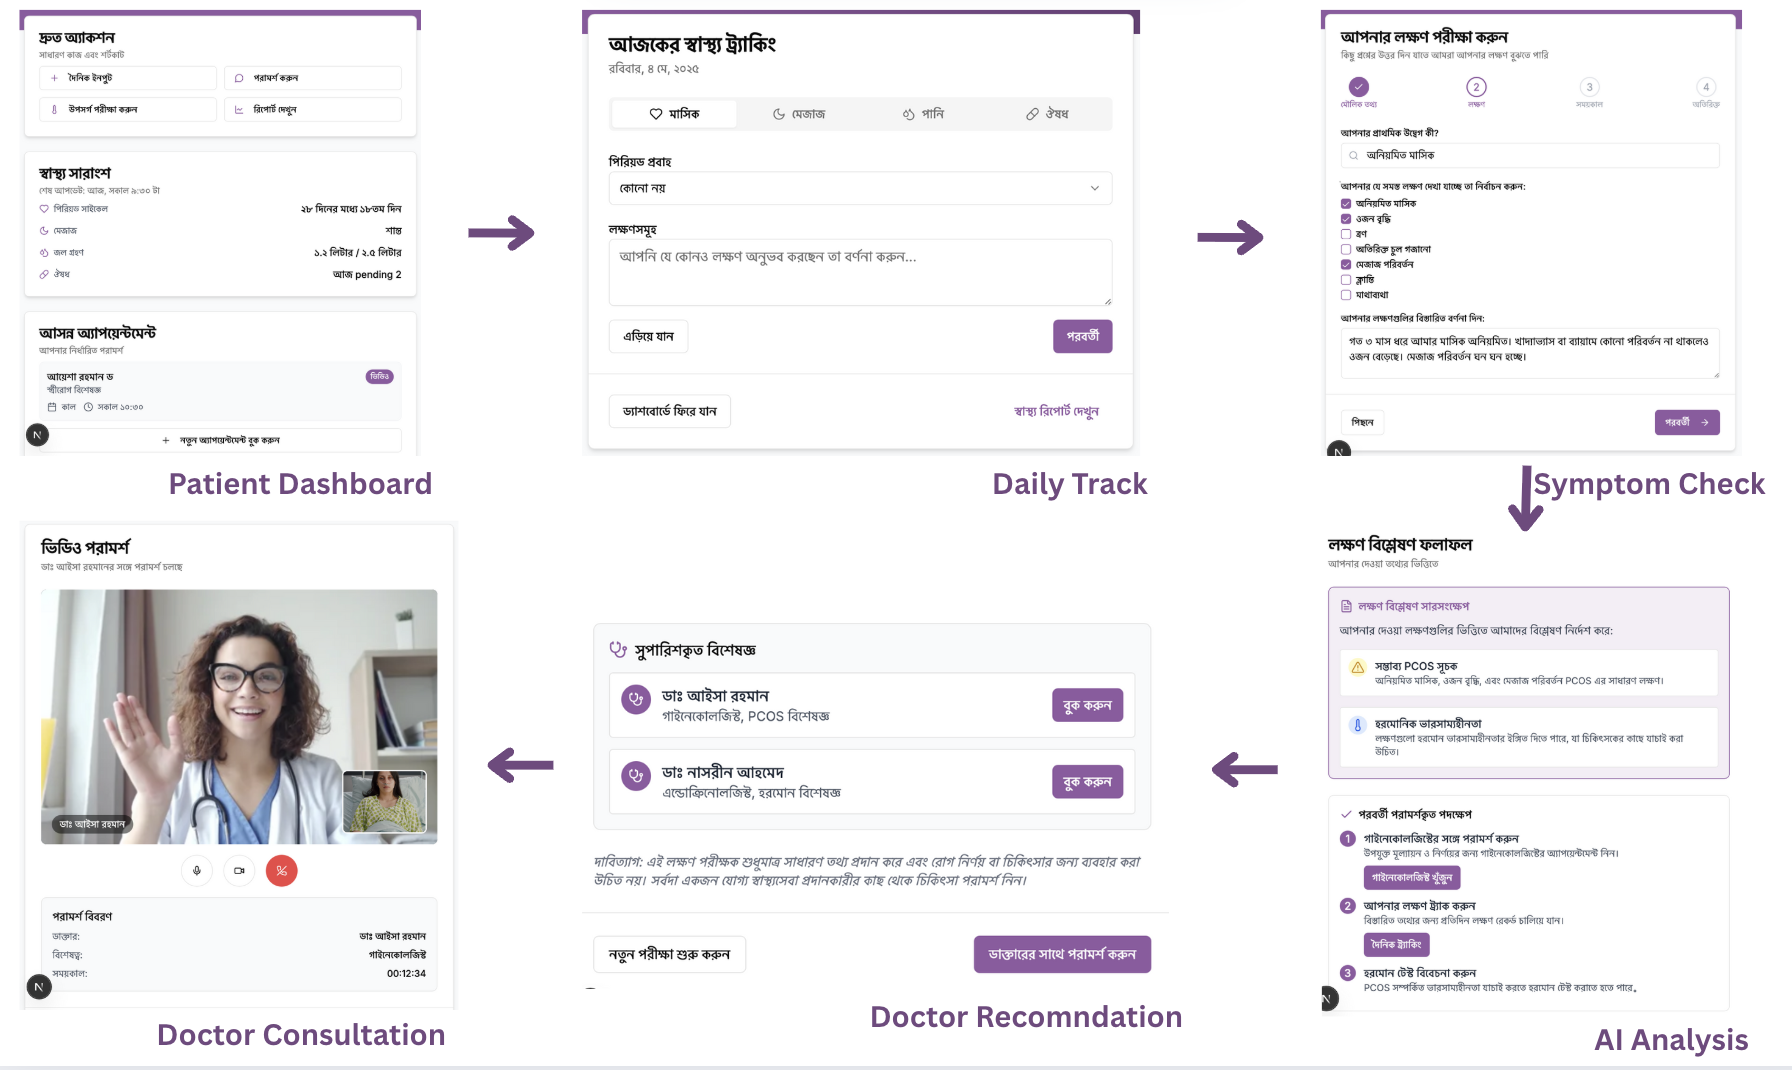 দ্রুত অ্যাকশন
সাধারণ কাজ এবং শর্টকাট
দৈনিক ইনপুট
পরামর্শ করুন
উপসর্গ পরীক্ষা করুন
রিপোর্ট দেখুন
স্বাস্থ্য সারাংশ
শেষ আপডেট: আজ, সকাল ৯:৩০ টা
পিরিয়ড সাইকেল ২৮ দিনের মধ্যে ১৮তম দিন
মেজাজ শান্ত
জল গ্রহণ ১.২ লিটার / ২.৫ লিটার
ঔষধ আজ pending 2
আসন্ন অ্যাপয়েন্টমেন্ট
আপনার নির্ধারিত পরামর্শ
আয়েশা রহমান ড ভিডিও
স্ত্রীরোগ বিশেষজ্ঞ
কাল সকাল ১০:৩০
+ নতুন অ্যাপয়েন্টমেন্ট বুক করুন
N
Patient Dashboard
আজকের স্বাস্থ্য ট্র্যাকিং
রবিবার, ৪ মে, ২০২৫
মাসিক মেজাজ পানি ঔষধ
পিরিয়ড প্রবাহ
কোনো নয়
লক্ষণসমূহ
আপনি যে কোনও লক্ষণ অনুভব করছেন তা বর্ণনা করুন...
এড়িয়ে যান পরবর্তী
ড্যাশবোর্ডে ফিরে যান স্বাস্থ্য রিপোর্ট দেখুন
Daily Track
আপনার লক্ষণ পরীক্ষা করুন
কিছু প্রশ্নের উত্তর দিন যাতে আমরা আপনার লক্ষণ বুঝতে পারি
2 3 4
মৌলিক তথ্য লক্ষণ সময়কাল অতিরিক্ত
আপনার প্রাথমিক উদ্বেগ কী?
অনিয়মিত মাসিক
আপনার যে সমস্ত লক্ষণ দেখা যাচ্ছে তা নির্বাচন করুন:
অনিয়মিত মাসিক
ওজন বৃদ্ধি
ব্রণ
অতিরিক্ত চুল গজানো
মেজাজ পরিবর্তন
ক্লান্তি
মাথাব্যথা
আপনার লক্ষণগুলির বিস্তারিত বর্ণনা দিন:
গত ৩ মাস ধরে আমার মাসিক অনিয়মিত। খাদ্যাভ্যাস বা ব্যায়ামে কোনো পরিবর্তন না থাকলেও
ওজন বেড়েছে। মেজাজ পরিবর্তন ঘন ঘন হচ্ছে।
পিছনে পরবর্তী →
N
Symptom Check
লক্ষণ বিশ্লেষণ ফলাফল
আপনার দেওয়া তথ্যের ভিত্তিতে
লক্ষণ বিশ্লেষণ সারসংক্ষেপ
আপনার দেওয়া লক্ষণগুলির ভিত্তিতে আমাদের বিশ্লেষণ নির্দেশ করে:
সম্ভাব্য PCOS সূচক
অনিয়মিত মাসিক, ওজন বৃদ্ধি, এবং মেজাজ পরিবর্তন PCOS এর সাধারণ লক্ষণ।
হরমোনিক ভারসাম্যহীনতা
লক্ষণগুলো হরমোন ভারসাম্যহীনতার ইঙ্গিত দিতে পারে, যা চিকিৎসকের কাছে যাচাই করা
উচিত।
পরবর্তী পরামর্শকৃত পদক্ষেপ
1 গাইনেকোলজিস্টের সঙ্গে পরামর্শ করুন
উপযুক্ত মূল্যায়ন ও নির্ণয়ের জন্য গাইনেকোলজিস্টের অ্যাপয়েন্টমেন্ট নিন।
গাইনেকোলজিস্ট খুঁজুন
2 আপনার লক্ষণ ট্র্যাক করুন
বিস্তারিত তথ্যের জন্য প্রতিদিন লক্ষণ রেকর্ড চালিয়ে যান।
দৈনিক ট্র্যাকিং
3 হরমোন টেস্ট বিবেচনা করুন
PCOS সম্পর্কিত ভারসাম্যহীনতা যাচাই করতে হরমোন টেস্ট করাতে হতে পারে।
N
AI Analysis
সুপারিশকৃত বিশেষজ্ঞ
ডাঃ আইসা রহমান
গাইনেকোলজিস্ট, PCOS বিশেষজ্ঞ
বুক করুন
ডাঃ নাসরীন আহমেদ
এন্ডোক্রিনোলজিস্ট, হরমোন বিশেষজ্ঞ
বুক করুন
দাবিত্যাগ: এই লক্ষণ পরীক্ষক শুধুমাত্র সাধারণ তথ্য প্রদান করে এবং রোগ নির্ণয় বা চিকিৎসার জন্য ব্যবহার করা
উচিত নয়। সর্বদা একজন যোগ্য স্বাস্থ্যসেবা প্রদানকারীর কাছ থেকে চিকিৎসা পরামর্শ নিন।
নতুন পরীক্ষা শুরু করুন ডাক্তারের সাথে পরামর্শ করুন
Doctor Recomndation
ভিডিও পরামর্শ
ডাঃ আইসা রহমানের সঙ্গে পরামর্শ চলছে
ডাঃ আইসা রহমান
পরামর্শ বিবরণ
ডাক্তার: ডাঃ আইসা রহমান
বিশেষত্ব: গাইনেকোলজিস্ট
সময়কাল: 00:12:34
N
Doctor Consultation